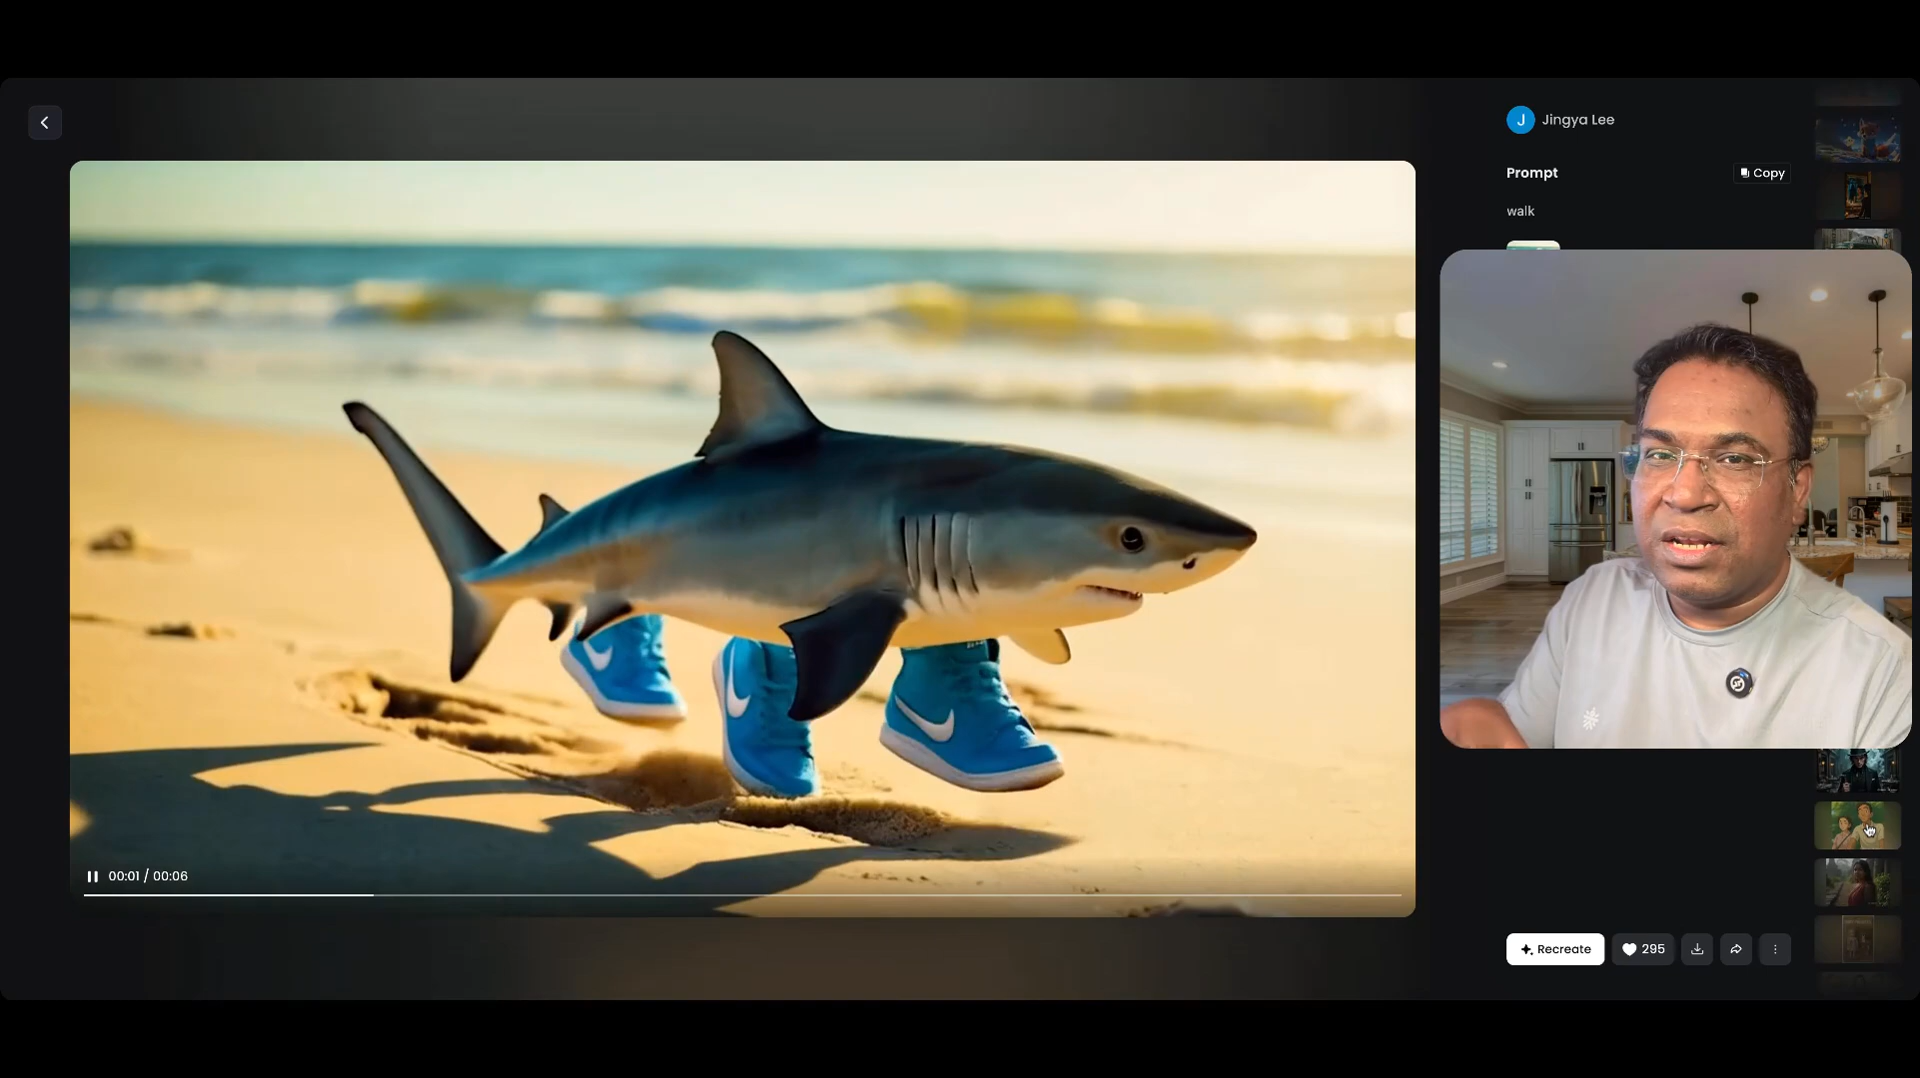 J Jingya Lee
Prompt
Copy
walk
00:01 / 00:06
Recreate
295